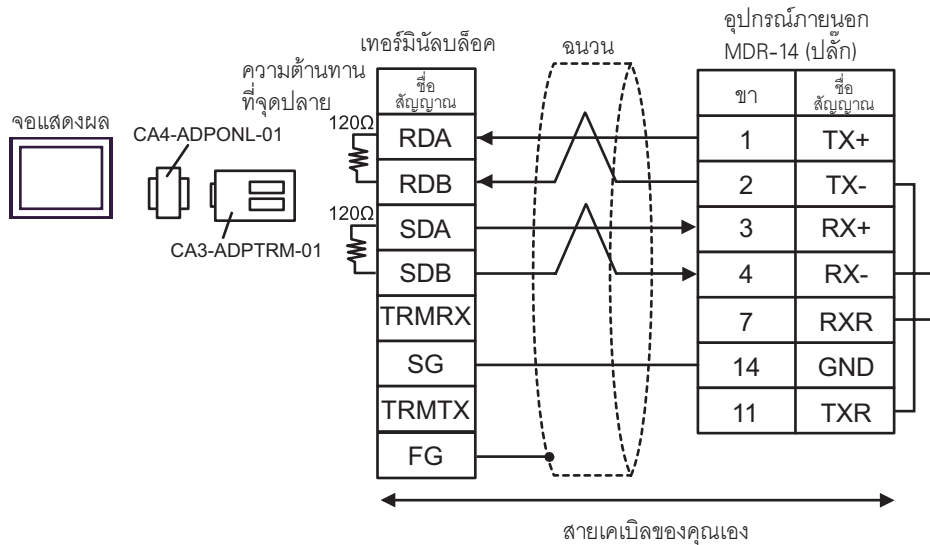 อุปกรณ์ภายนอก
MDR-14 (ปลั๊ก)
เทอร์มินัลบล็อค
ฉนวน
ความต้านทาน
ที่จุดปลาย
จอแสดงผล
CA4-ADPONL-01
CA3-ADPTRM-01
120Ω
120Ω
ชื่อ
สัญญาณ
RDA
RDB
SDA
SDB
TRMRX
SG
TRMTX
FG
ขา ชื่อ
สัญญาณ
1 TX+
2 TX-
3 RX+
4 RX-
7 RXR
14 GND
11 TXR
สายเคเบิลของคุณเอง